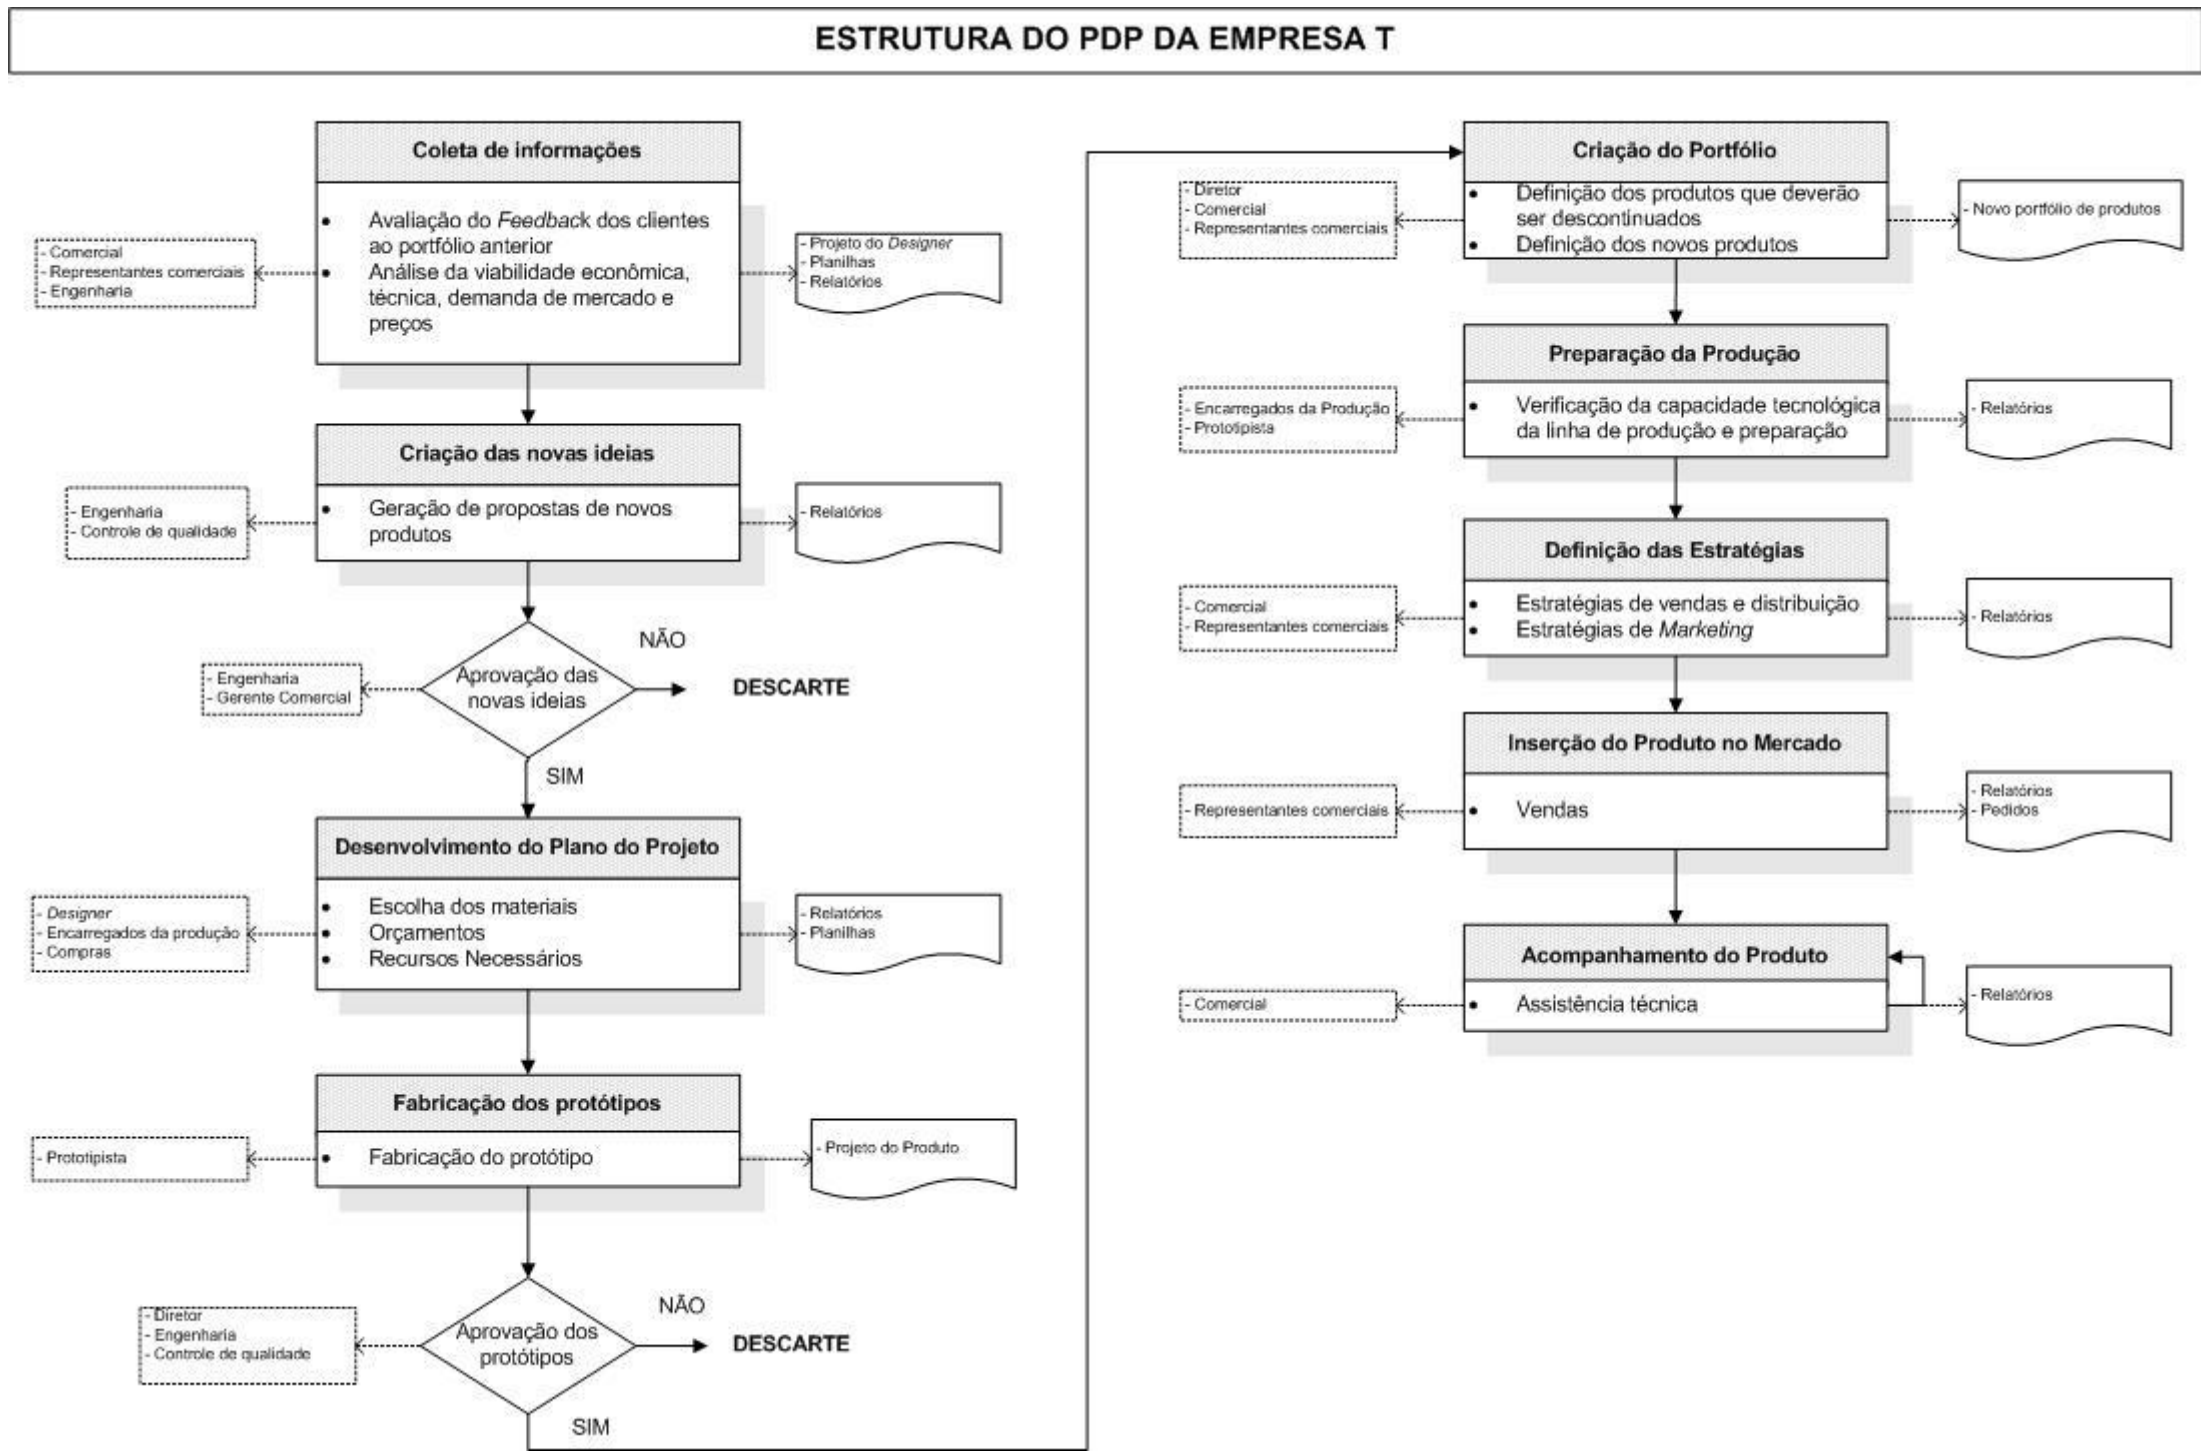 ESTRUTURA DO PDP DA EMPRESA T
Coleta de informações
• Avaliação do Feedback dos clientes
ao portfólio anterior
• Análise da viabilidade econômica,
técnica, demanda de mercado e
preços
- Comercial
- Representantes comerciais
- Engenharia
- Projeto do Designer
- Planilhas
- Relatórios
Criação das novas ideias
• Geração de propostas de novos
produtos
- Engenharia
- Controle de qualidade
- Relatórios
Aprovação das
novas ideias
- Engenharia
- Gerente Comercial
NÃO
DESCARTE
SIM
Desenvolvimento do Plano do Projeto
• Escolha dos materiais
• Orçamentos
• Recursos Necessários
- Designer
- Encarregados da produção
- Compras
- Relatórios
- Planilhas
Fabricação dos protótipos
• Fabricação do protótipo
- Prototipista
- Projeto do Produto
Aprovação dos
protótipos
- Diretor
- Engenharia
- Controle de qualidade
NÃO
DESCARTE
SIM
Criação do Portfólio
• Definição dos produtos que deverão
ser descontinuados
• Definição dos novos produtos
- Diretor
- Comercial
- Representantes comerciais
- Novo portfólio de produtos
Preparação da Produção
• Verificação da capacidade tecnológica
da linha de produção e preparação
- Encarregados da Produção
- Prototipista
- Relatórios
Definição das Estratégias
• Estratégias de vendas e distribuição
• Estratégias de Marketing
- Comercial
- Representantes comerciais
- Relatórios
Inserção do Produto no Mercado
• Vendas
- Representantes comerciais
- Relatórios
- Pedidos
Acompanhamento do Produto
• Assistência técnica
- Comercial
- Relatórios